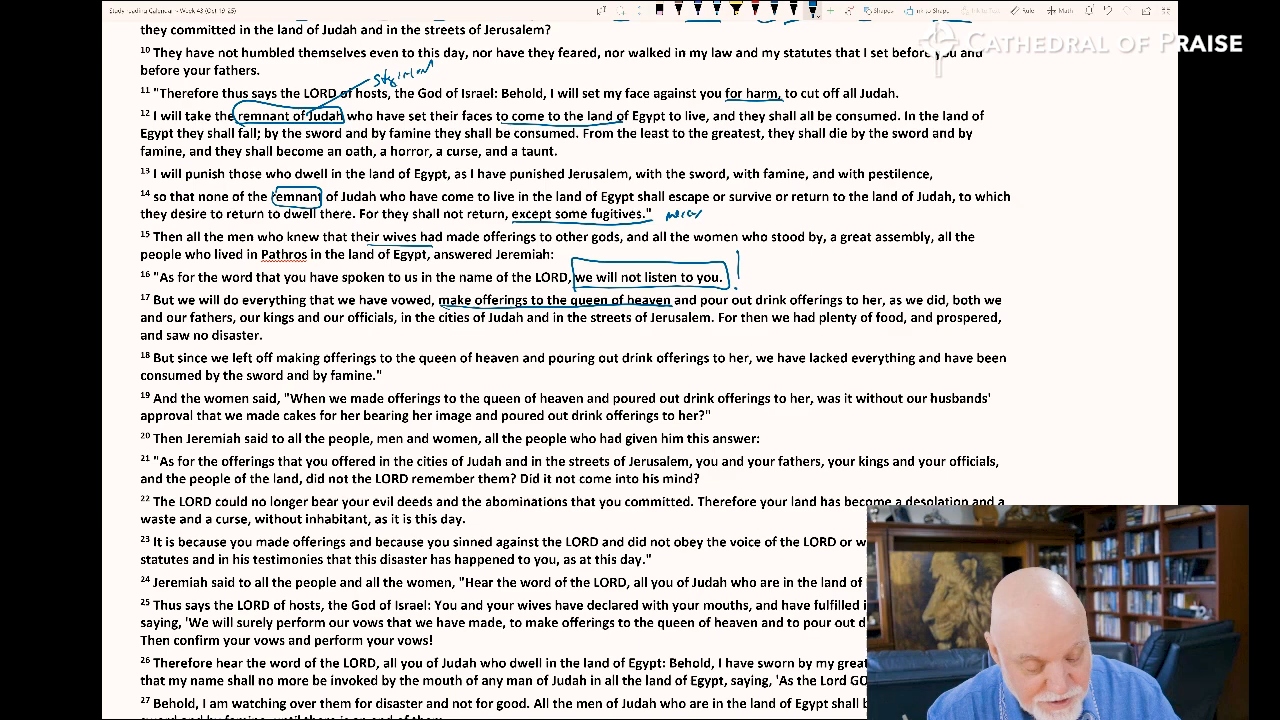 Study Reading Calendar - Week 43 (Oct 19-25)
Shapes Ink to Shape Ink to Text Ruler Math
CATHEDRAL OF PRAISE
they committed in the land of Judah and in the streets of Jerusalem?
10 They have not humbled themselves even to this day, nor have they feared, nor walked in my law and my statutes that I set before you and
before your fathers.
11 "Therefore thus says the LORD of hosts, the God of Israel: Behold, I will set my face against you for harm, to cut off all Judah.
12 I will take the remnant of Judah who have set their faces to come to the land of Egypt to live, and they shall all be consumed. In the land of
Egypt they shall fall; by the sword and by famine they shall be consumed. From the least to the greatest, they shall die by the sword and by
famine, and they shall become an oath, a horror, a curse, and a taunt.
13 I will punish those who dwell in the land of Egypt, as I have punished Jerusalem, with the sword, with famine, and with pestilence,
14 so that none of the remnant of Judah who have come to live in the land of Egypt shall escape or survive or return to the land of Judah, to which
they desire to return to dwell there. For they shall not return, except some fugitives." mercy
15 Then all the men who knew that their wives had made offerings to other gods, and all the women who stood by, a great assembly, all the
people who lived in Pathros in the land of Egypt, answered Jeremiah:
16 "As for the word that you have spoken to us in the name of the LORD, we will not listen to you. !
17 But we will do everything that we have vowed, make offerings to the queen of heaven and pour out drink offerings to her, as we did, both we
and our fathers, our kings and our officials, in the cities of Judah and in the streets of Jerusalem. For then we had plenty of food, and prospered,
and saw no disaster.
18 But since we left off making offerings to the queen of heaven and pouring out drink offerings to her, we have lacked everything and have been
consumed by the sword and by famine."
19 And the women said, "When we made offerings to the queen of heaven and poured out drink offerings to her, was it without our husbands'
approval that we made cakes for her bearing her image and poured out drink offerings to her?"
20 Then Jeremiah said to all the people, men and women, all the people who had given him this answer:
21 "As for the offerings that you offered in the cities of Judah and in the streets of Jerusalem, you and your fathers, your kings and your officials,
and the people of the land, did not the LORD remember them? Did it not come into his mind?
22 The LORD could no longer bear your evil deeds and the abominations that you committed. Therefore your land has become a desolation and a
waste and a curse, without inhabitant, as it is this day.
23 It is because you made offerings and because you sinned against the LORD and did not obey the voice of the LORD or w
statutes and in his testimonies that this disaster has happened to you, as at this day."
24 Jeremiah said to all the people and all the women, "Hear the word of the LORD, all you of Judah who are in the land of
25 Thus says the LORD of hosts, the God of Israel: You and your wives have declared with your mouths, and have fulfilled i
saying, 'We will surely perform our vows that we have made, to make offerings to the queen of heaven and to pour out d
Then confirm your vows and perform your vows!
26 Therefore hear the word of the LORD, all you of Judah who dwell in the land of Egypt: Behold, I have sworn by my great
that my name shall no more be invoked by the mouth of any man of Judah in all the land of Egypt, saying, 'As the Lord GO
27 Behold, I am watching over them for disaster and not for good. All the men of Judah who are in the land of Egypt shall b